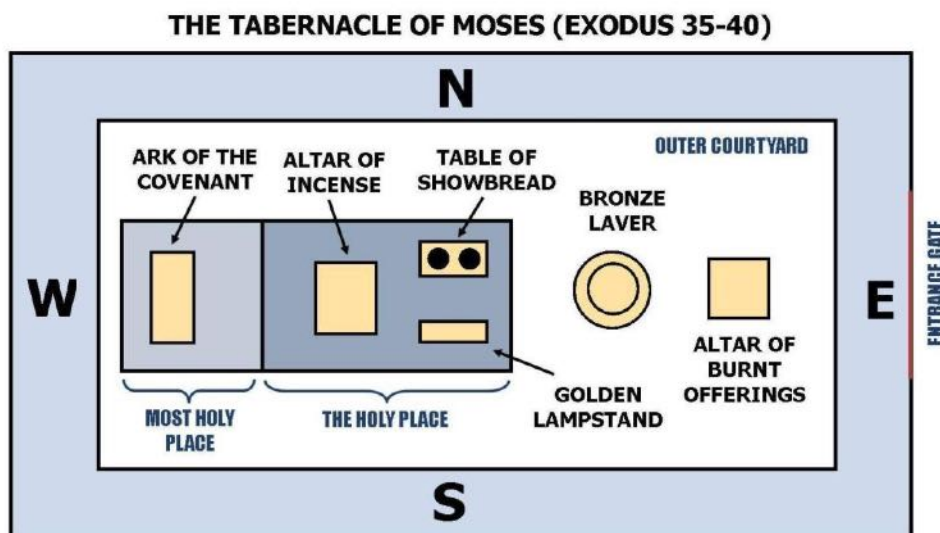 THE TABERNACLE OF MOSES (EXODUS 35-40)
N
OUTER COURTYARD
ARK OF THE
COVENANT
ALTAR OF
INCENSE
TABLE OF
SHOWBREAD
BRONZE
LAVER
W
E
ENTRANCE GATE
ALTAR OF
BURNT
OFFERINGS
GOLDEN
LAMPSTAND
MOST HOLY
PLACE
THE HOLY PLACE
S